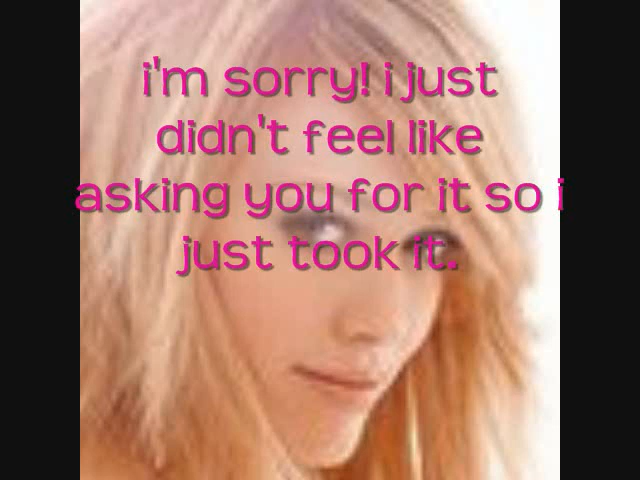 i'm sorry! i just
didn't feel like
asking you for it so i
just took it.